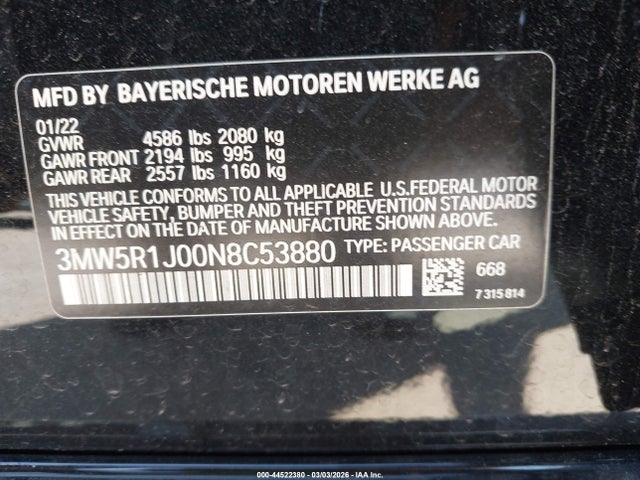 MFD BY BAYERISCHE MOTOREN WERKE AG
01/22
GVWR 4586 lbs 2080 kg
GAWR FRONT 2194 lbs 995 kg
GAWR REAR 2557 lbs 1160 kg
THIS VEHICLE CONFORMS TO ALL APPLICABLE U.S.FEDERAL MOTOR
VEHICLE SAFETY, BUMPER AND THEFT PREVENTION STANDARDS
IN EFFECT ON THE DATE OF MANUFACTURE SHOWN ABOVE.
3MW5R1J00N8C53880 TYPE: PASSENGER CAR
668
7 315 814
000-44522380 - 03/03/2026 - IAA Inc.